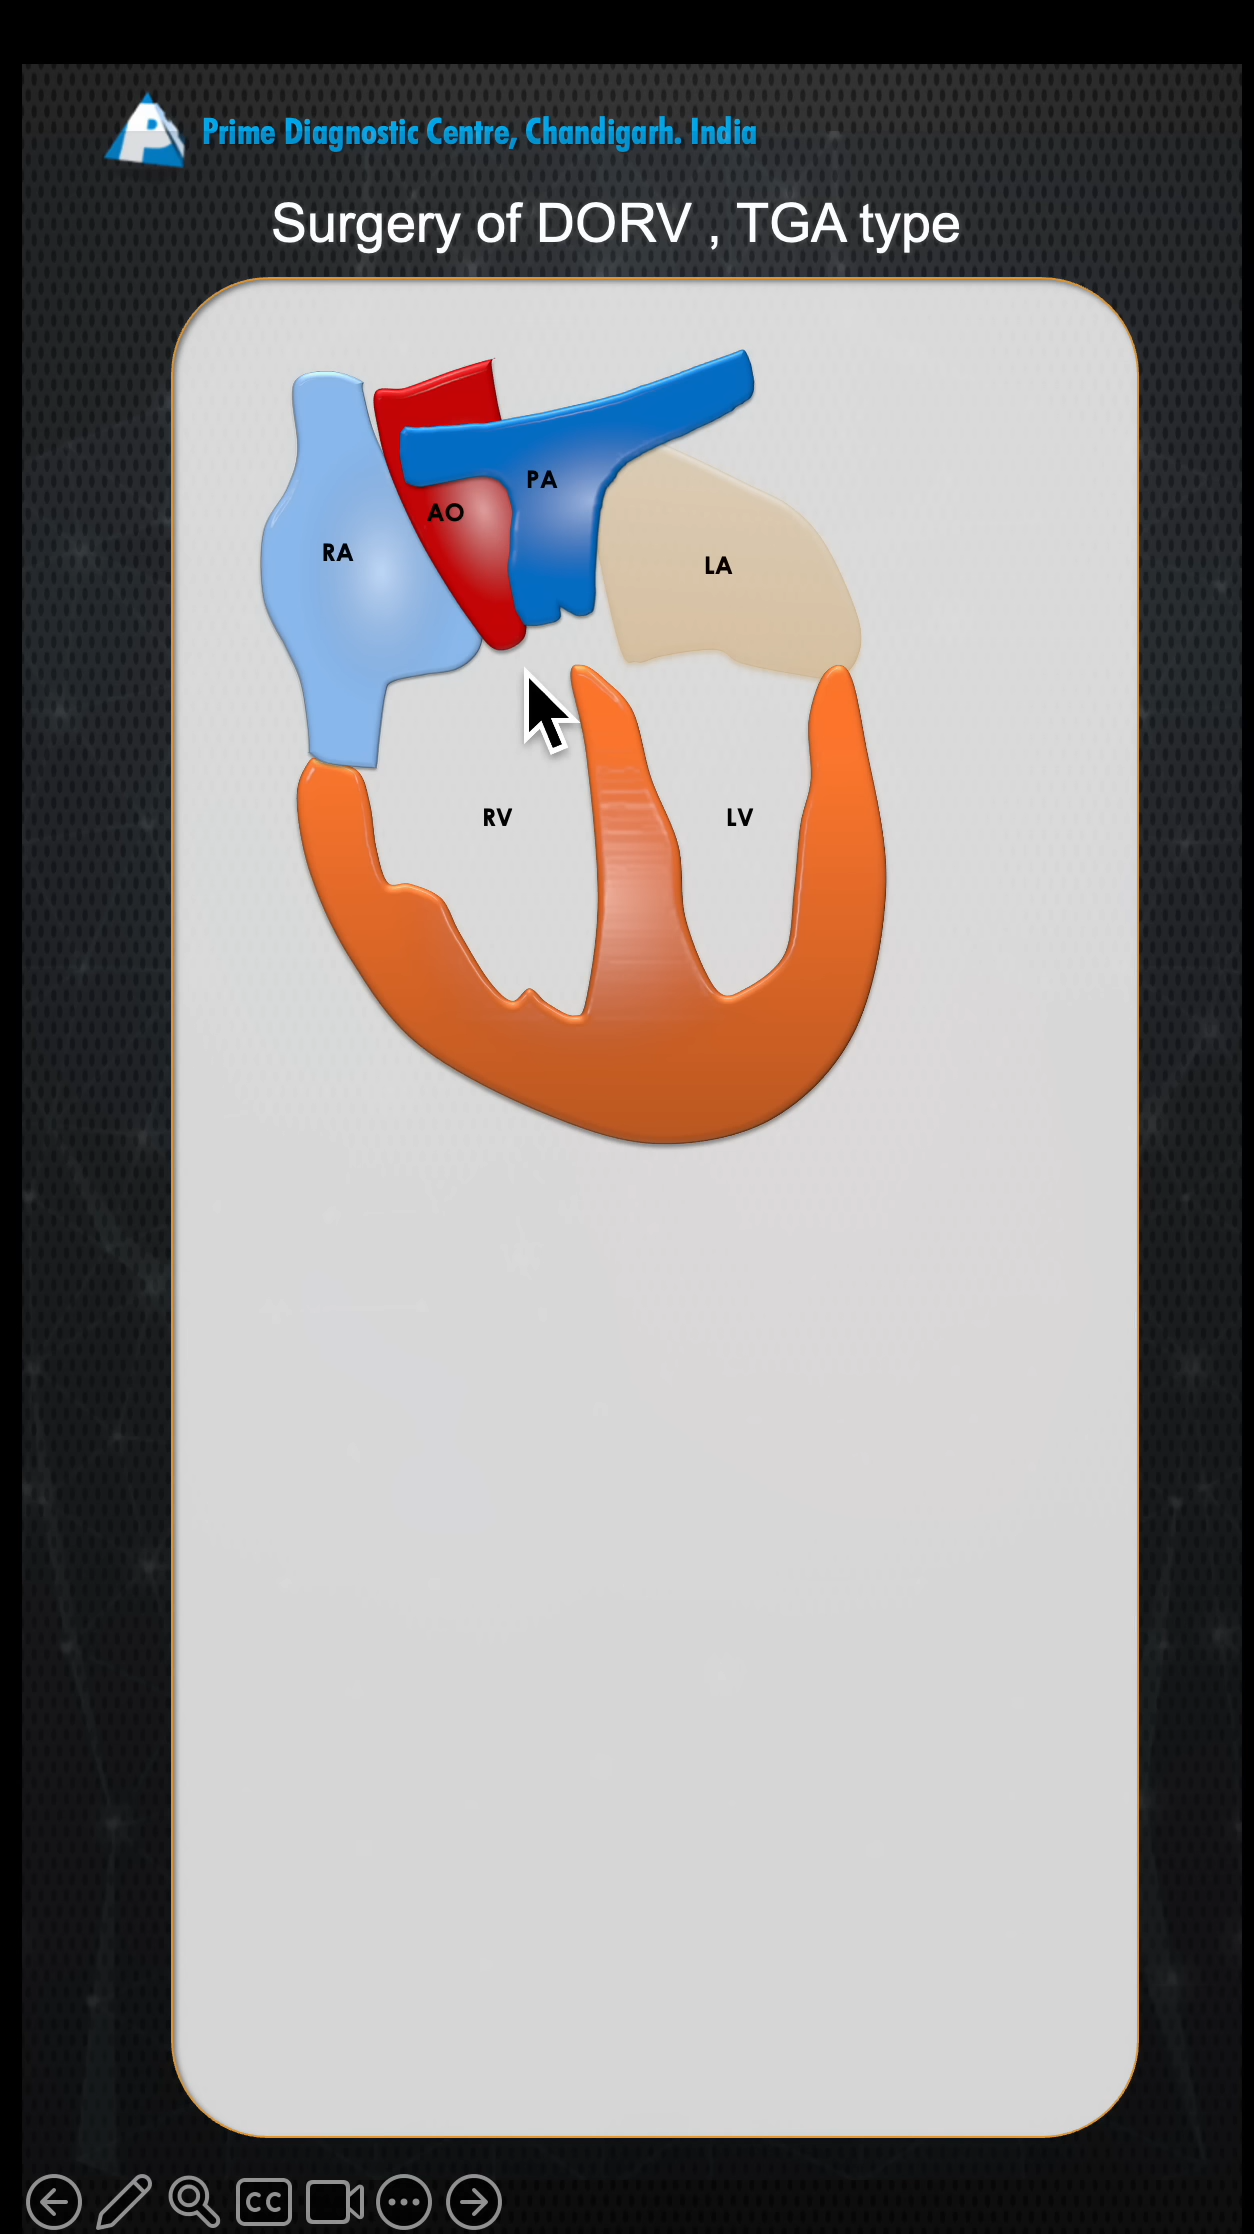 Prime Diagnostic Centre, Chandigarh. India
Surgery of DORV , TGA type
PA
AO
RA
LA
RV
LV
CC